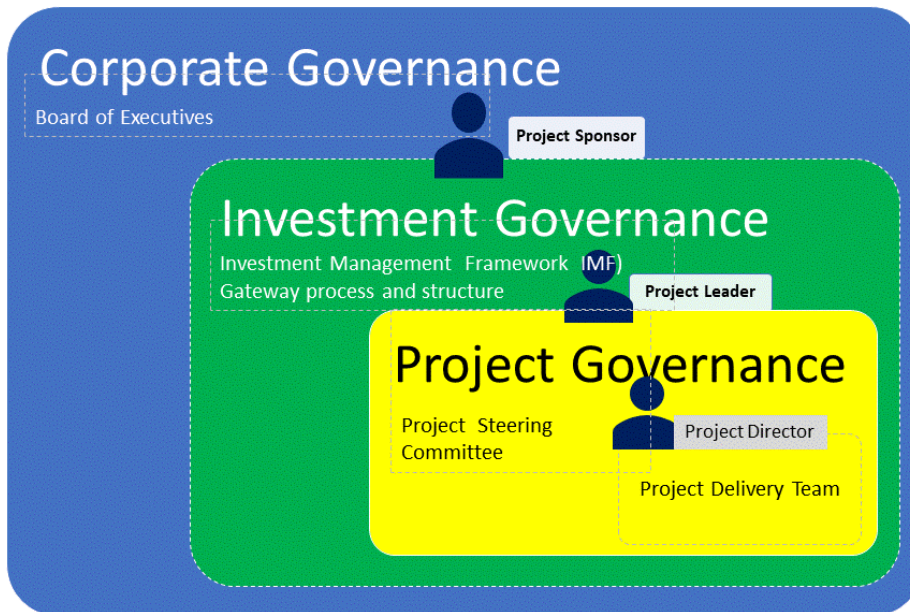 Corporate Governance
Board of Executives
Project Sponsor
Investment Governance
Investment Management Framework IMF)
Gateway process and structure
Project Leader
Project Governance
Project Steering
Committee
Project Director
Project Delivery Team